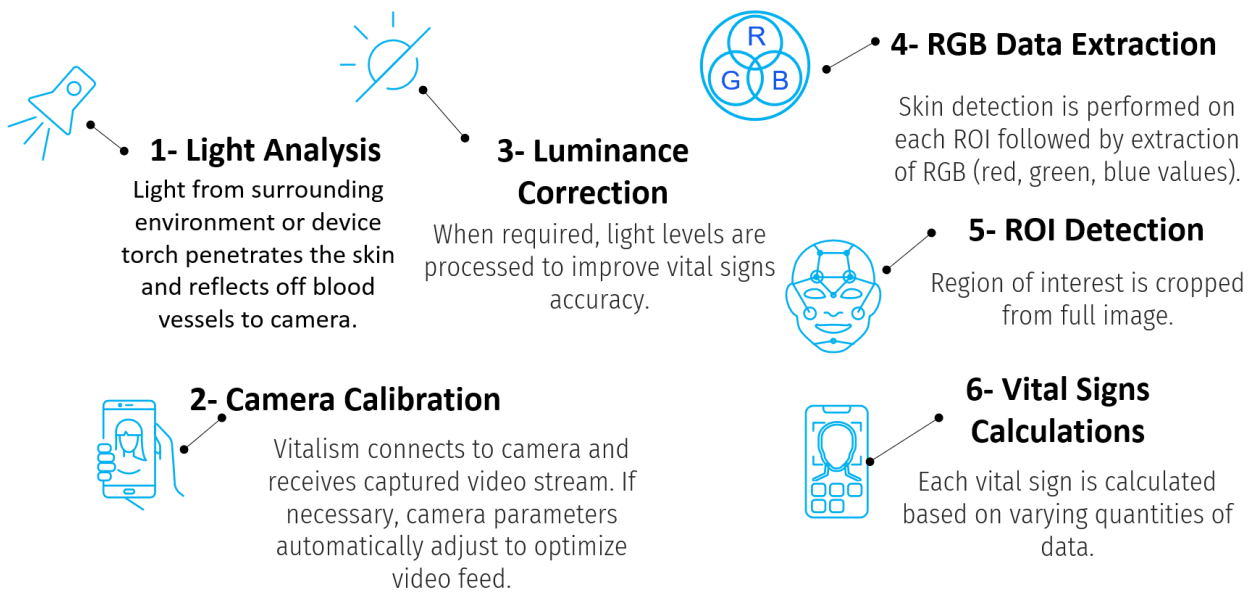 1- Light Analysis
Light from surrounding
environment or device
torch penetrates the skin
and reflects off blood
vessels to camera.
2- Camera Calibration
Vitalism connects to camera and
receives captured video stream. If
necessary, camera parameters
automatically adjust to optimize
video feed.
3- Luminance
Correction
When required, light levels are
processed to improve vital signs
accuracy.
R
G B
4- RGB Data Extraction
Skin detection is performed on
each ROI followed by extraction
of RGB (red, green, blue values).
5- ROI Detection
Region of interest is cropped
from full image.
6- Vital Signs
Calculations
Each vital sign is calculated
based on varying quantities of
data.